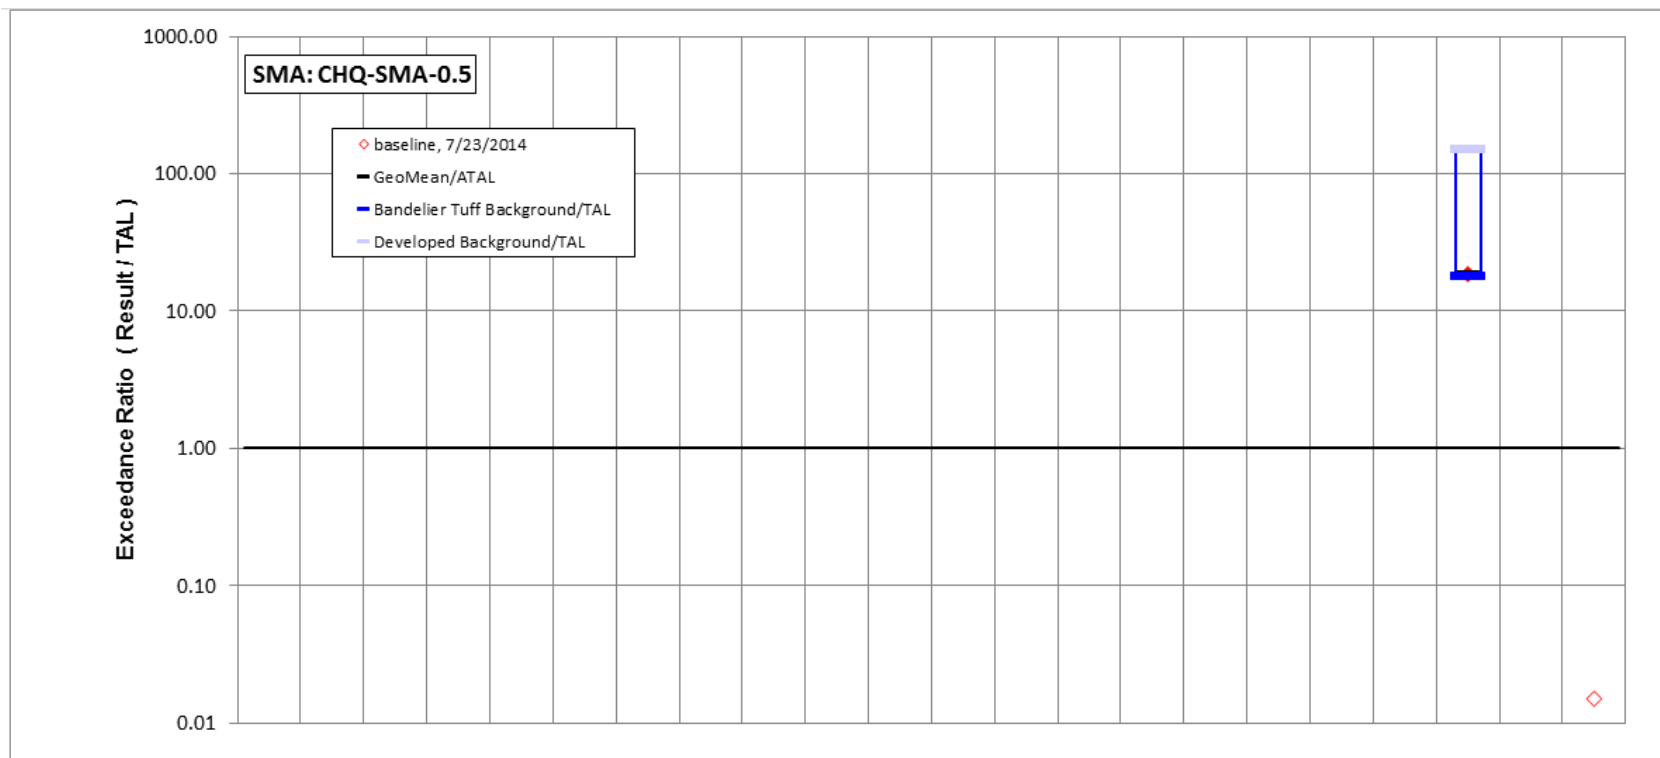 1000.00
SMA: CHQ-SMA-0.5
baseline, 7/23/2014
GeoMean/ATAL
Bandelier Tuff Background/TAL
Developed Background/TAL
100.00
10.00
1.00
0.10
0.01
Exceedance Ratio ( Result / TAL )